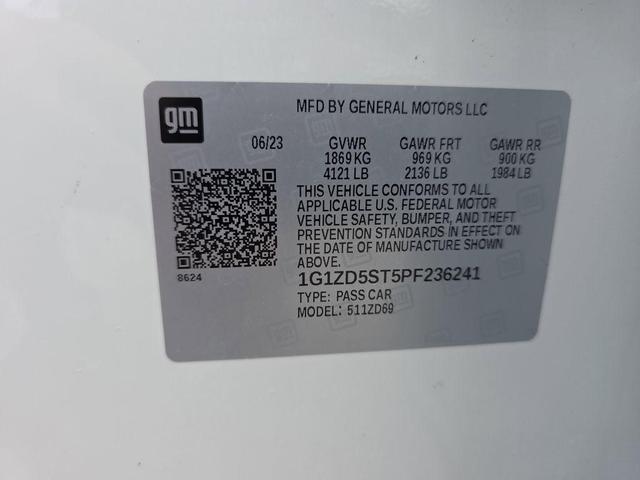 gm
MFD BY GENERAL MOTORS LLC
06/23 GVWR GAWR FRT GAWR RR
1869 KG 969 KG 900 KG
4121 LB 2136 LB 1984 LB
THIS VEHICLE CONFORMS TO ALL
APPLICABLE U.S. FEDERAL MOTOR
VEHICLE SAFETY, BUMPER, AND THEFT
PREVENTION STANDARDS IN EFFECT ON
THE DATE OF MANUFACTURE SHOWN
ABOVE.
8624
1G1ZD5ST5PF236241
TYPE: PASS CAR
MODEL: 511ZD69